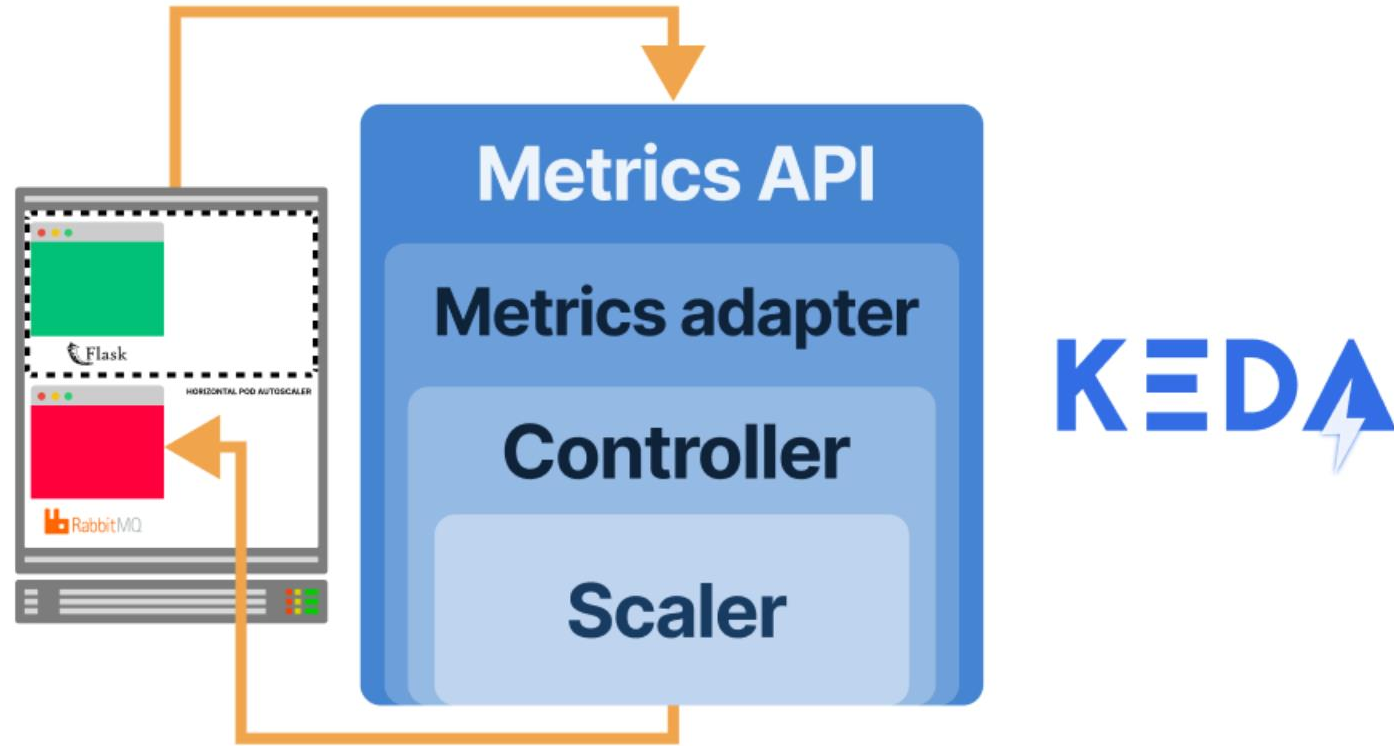 Metrics API
Metrics adapter
Flask
HORIZONTAL POD AUTOSCALER
Controller
RabbitMQ
Scaler
KEDA